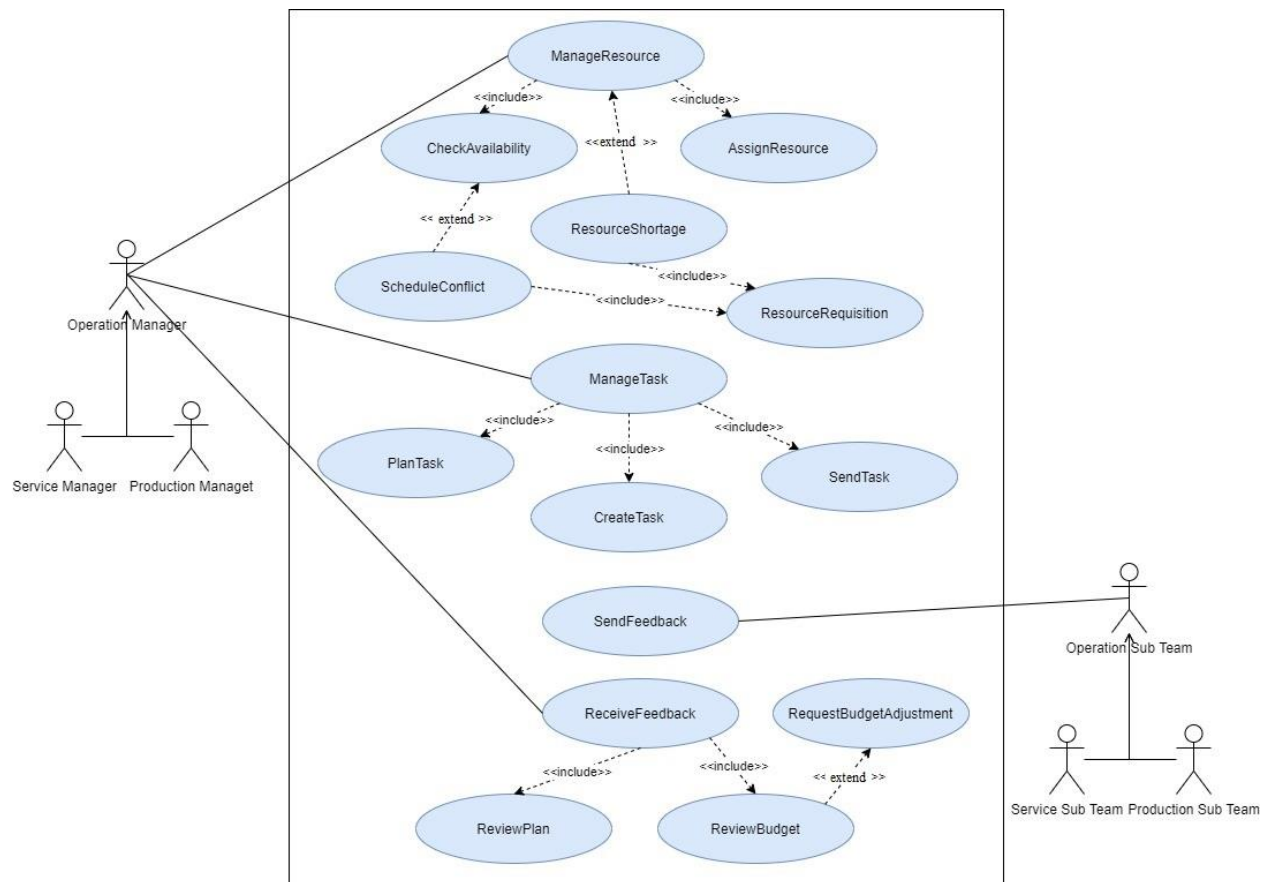 ManageResource
<<include>>
<<include>>
CheckAvailability
<<extend >>
AssignResource
<< extend >>
ResourceShortage
<<include>>
ScheduleConflict
<<include>>
ResourceRequisition
Operation Manager
ManageTask
<<include>>
<<include>>
<<include>>
PlanTask
SendTask
Service Manager
Production Managet
CreateTask
SendFeedback
Operation Sub Team
ReceiveFeedback
RequestBudgetAdjustment
<<include>>
<<include>>
<< extend >>
Service Sub Team
Production Sub Team
ReviewPlan
ReviewBudget